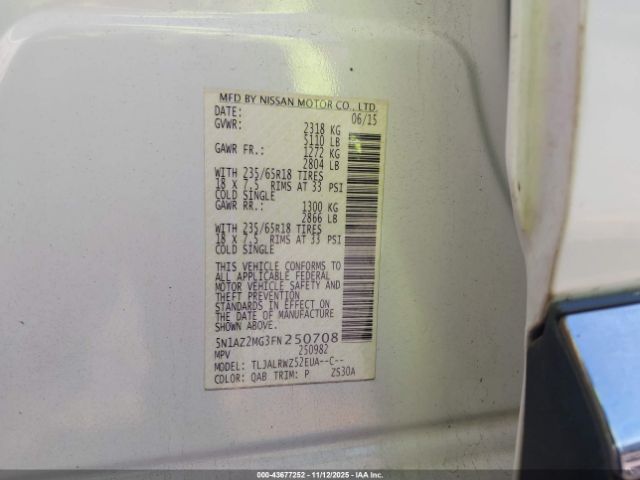 MFD BY NISSAN MOTOR CO., LTD.
DATE: 06/15
GVWR: 2318 KG
5110 LB
GAWR FR.: 1272 KG
2804 LB
WITH 235/65R18 TIRES
18 X 7.5 RIMS AT 33 PSI
COLD SINGLE
GAWR RR.: 1300 KG
2866 LB
WITH 235/65R18 TIRES
18 X 7.5 RIMS AT 33 PSI
COLD SINGLE
THIS VEHICLE CONFORMS TO
ALL APPLICABLE FEDERAL
MOTOR VEHICLE SAFETY AND
THEFT PREVENTION
STANDARDS IN EFFECT ON
THE DATE OF MANUFACTURE
SHOWN ABOVE.
5N1AZ2MG3FN250708
MPV 250982
MODEL: TLJALRWZ52EUA--C--
COLOR: QAB TRIM: P ZS30A
000-43677252 - 11/12/2025 - IAAI.COM